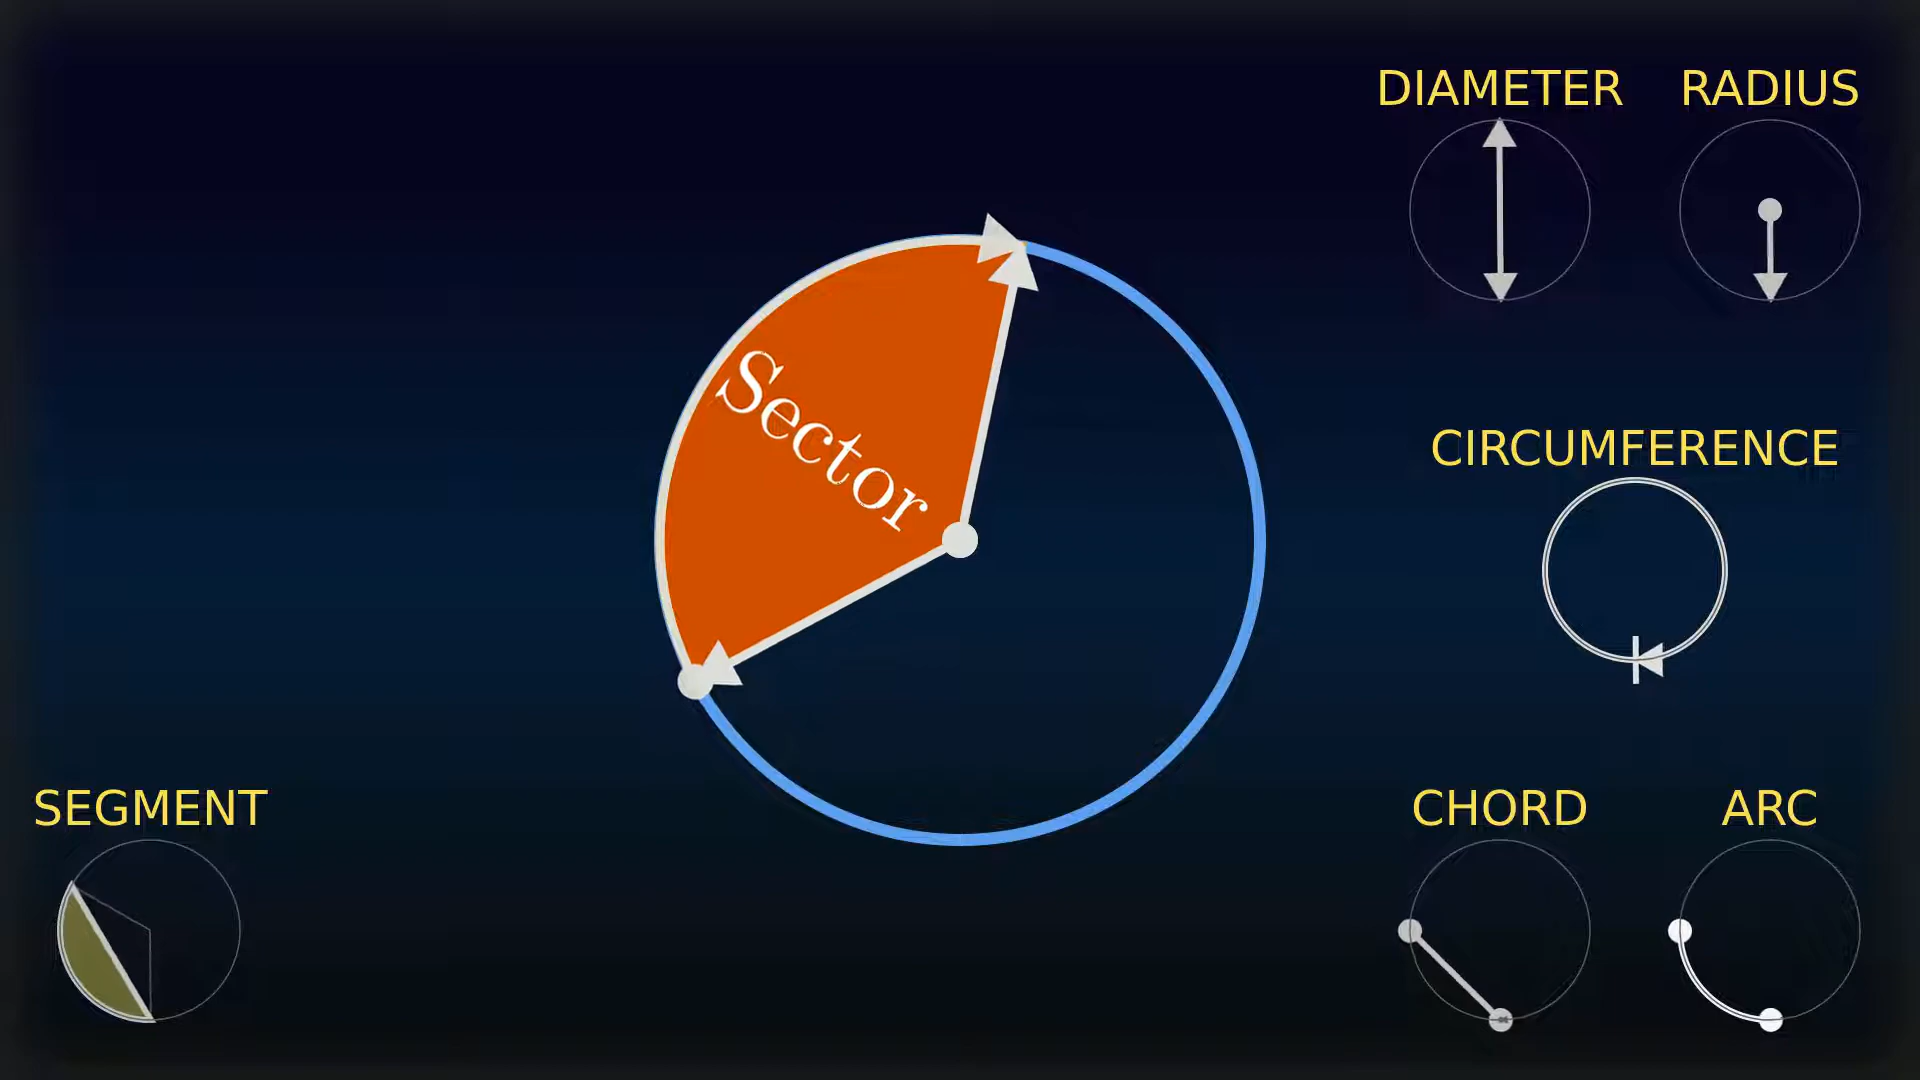 DIAMETER RADIUS
Sector
CIRCUMFERENCE
SEGMENT
CHORD ARC